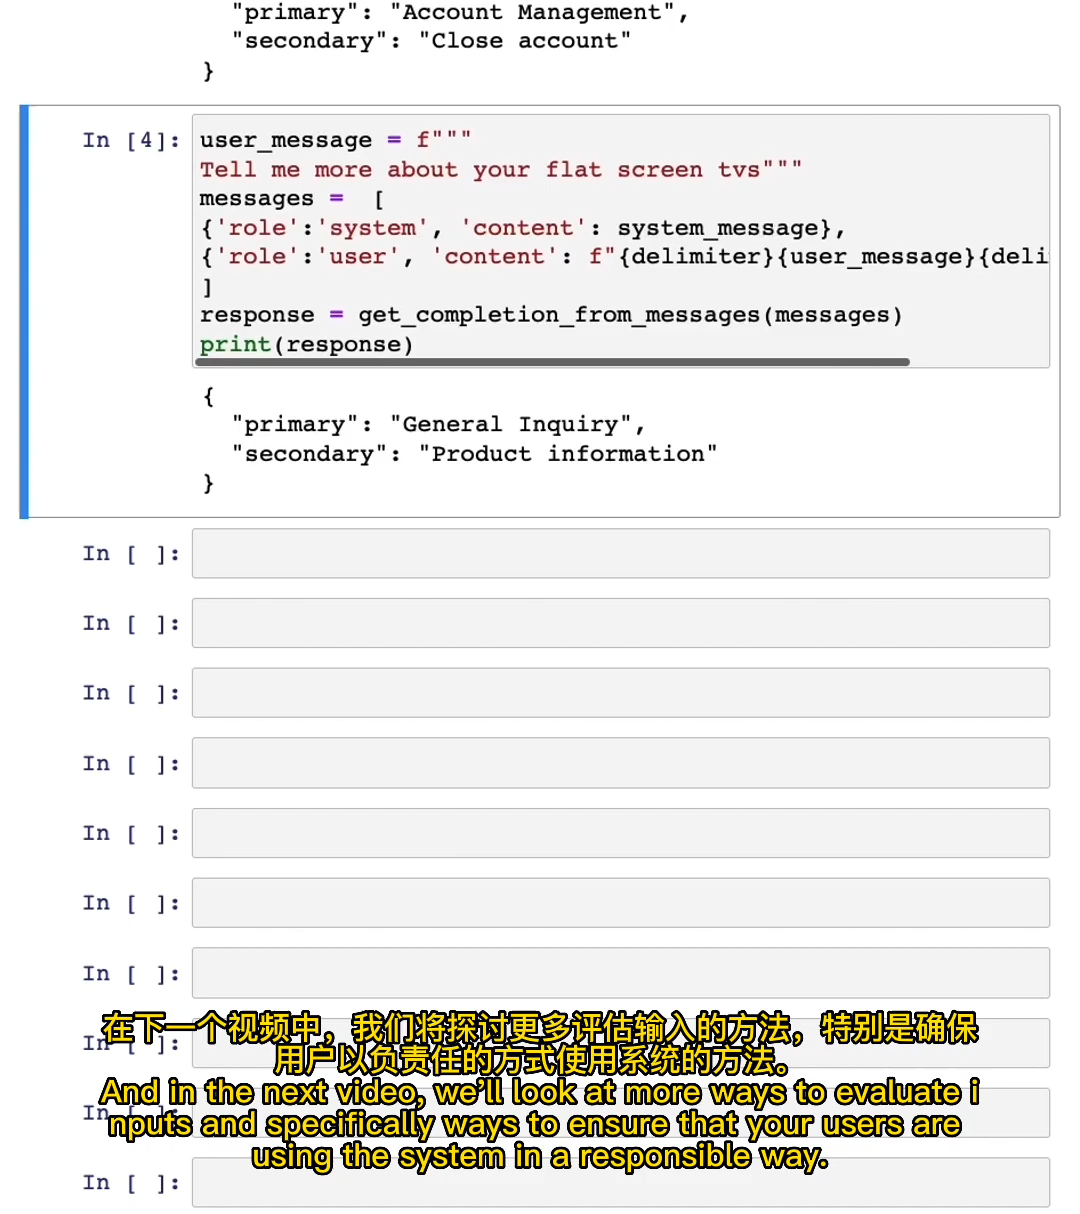 "primary": "Account Management",
"secondary": "Close account"
}
In [4]:
user_message = f"""
Tell me more about your flat screen tvs"""
messages =  [
{'role':'system', 'content': system_message},
{'role':'user', 'content': f"{delimiter}{user_message}{deli
]
response = get_completion_from_messages(messages)
print(response)
{
"primary": "General Inquiry",
"secondary": "Product information"
}
In [ ]:
In [ ]:
In [ ]:
In [ ]:
In [ ]:
In [ ]:
In [ ]:
In [ ]:
在下一个视频中，我们将探讨更多评估输入的方法，特别是确保
用户以负责任的方式使用系统的方法。
In [ ]:
And in the next video, we'll look at more ways to evaluate i
nputs and specifically ways to ensure that your users are
using the system in a responsible way.
In [ ]: